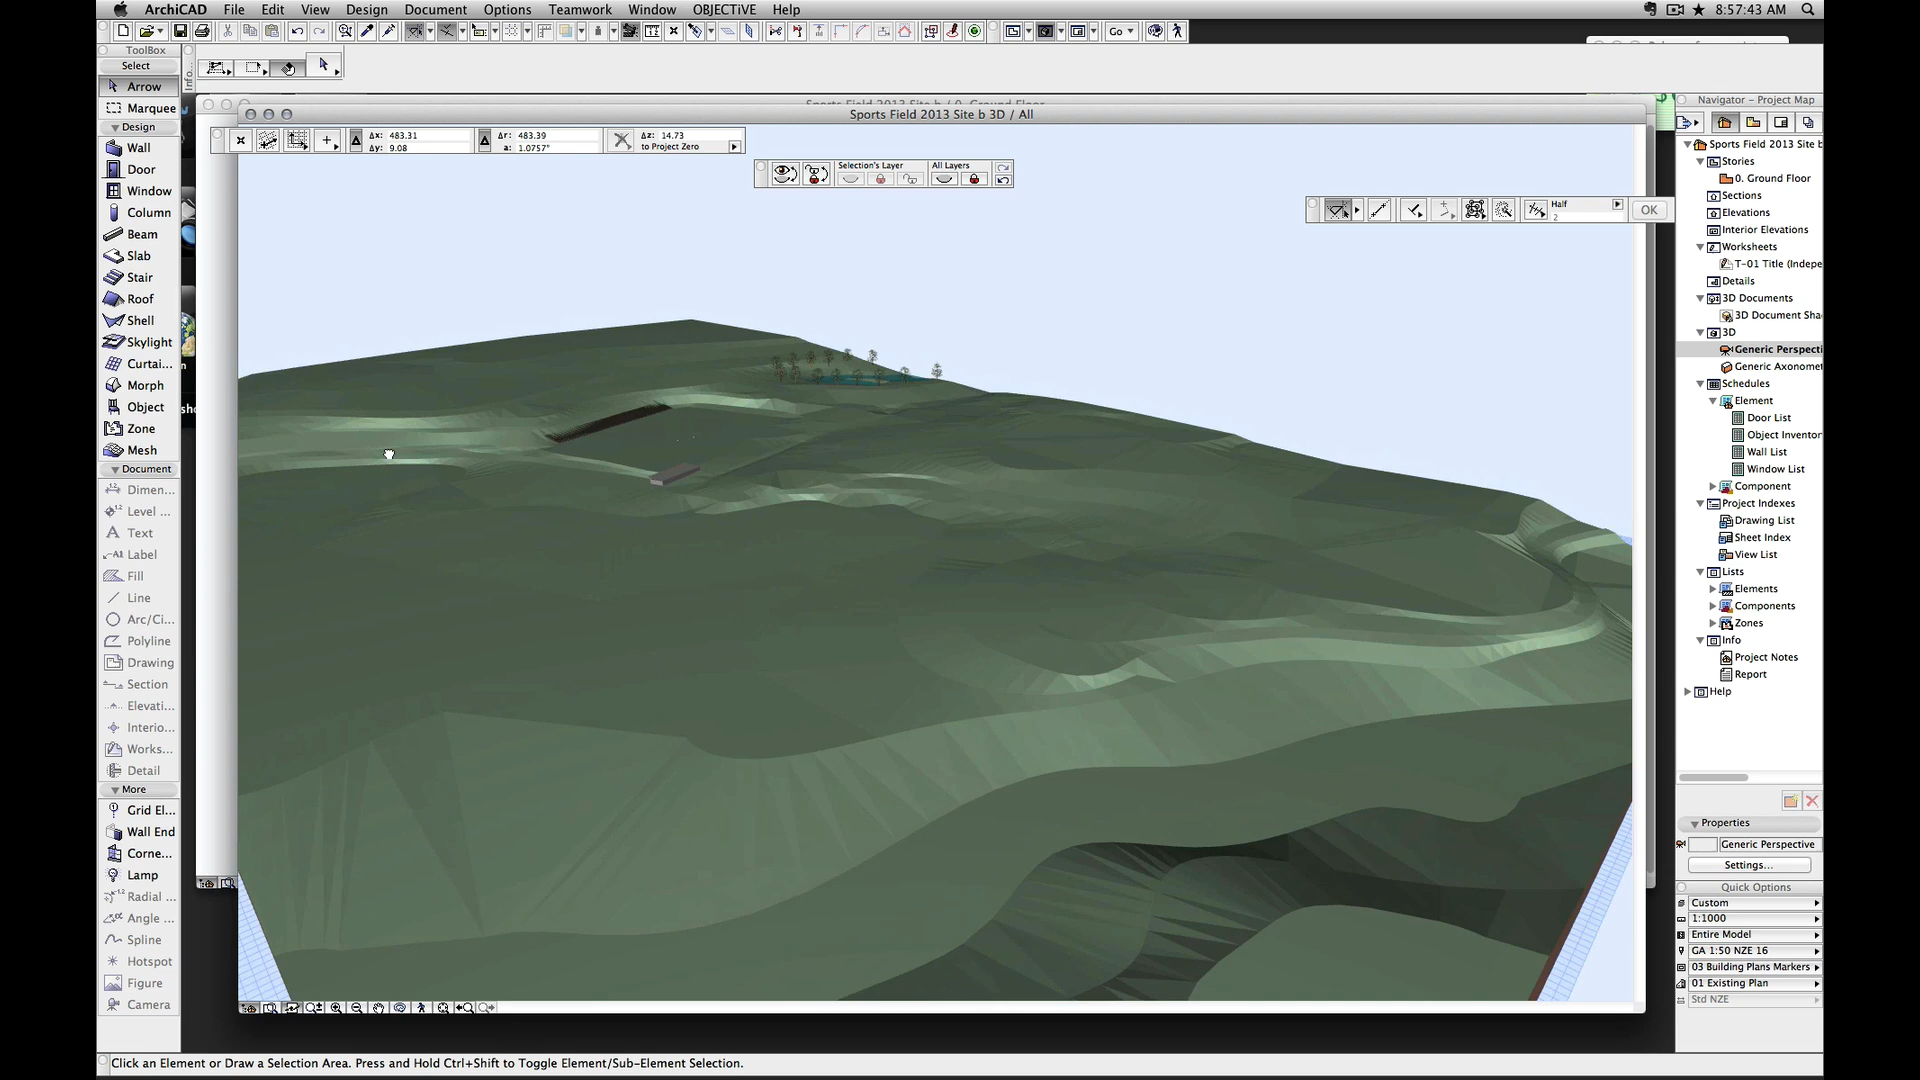 ArchiCAD File Edit View Design Document Options Teamwork Window OBJECTiVE Help
8:57:43 AM
Go
ToolBox
Select
Arrow
Marquee
Design
Wall
Door
Window
Column
Beam
Slab
Stair
Roof
Shell
Skylight
Curtai...
Morph
Object
Zone
Mesh
Document
Dimen...
Level ...
Text
Label
Fill
Line
Arc/Ci...
Polyline
Drawing
Section
Elevati...
Interio...
Works...
Detail
More
Grid El...
Wall End
Corne...
Lamp
Radial ...
Angle ...
Spline
Hotspot
Figure
Camera
Sports Field 2013 Site b / 0. Ground Floor
Sports Field 2013 Site b 3D / All
Δx: 483.31
Δy: 9.08
Δr: 483.39
a: 1.0757°
Δz: 14.73
to Project Zero
Selection's Layer
All Layers
Half
2
OK
Navigator - Project Map
Sports Field 2013 Site b
Stories
0. Ground Floor
Sections
Elevations
Interior Elevations
Worksheets
T-01 Title (Indepe
Details
3D Documents
3D Document Sha
3D
Generic Perspecti
Generic Axonomet
Schedules
Element
Door List
Object Inventor
Wall List
Window List
Component
Project Indexes
Drawing List
Sheet Index
View List
Lists
Elements
Components
Zones
Info
Project Notes
Report
Help
Properties
Generic Perspective
Settings...
Quick Options
Custom
1:1000
Entire Model
GA 1:50 NZE 16
03 Building Plans Markers
01 Existing Plan
Std NZE
Click an Element or Draw a Selection Area. Press and Hold Ctrl+Shift to Toggle Element/Sub-Element Selection.